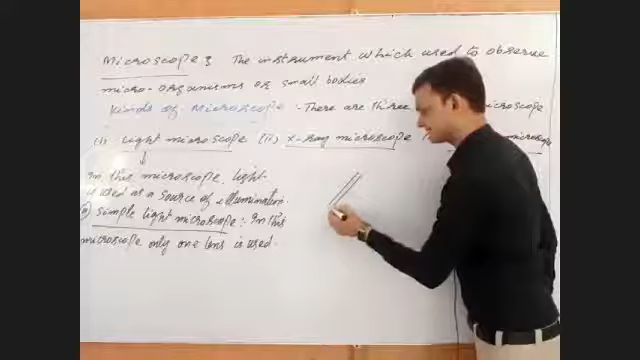 Microscope: The instrument which used to observe
micro-organisms or small bodies
Kinds of Microscope - There are three microscope
(i) Light microscope (ii) X-ray microscope microscope
In this microscope, light
is used as a source of illumination
(a) Simple light microscope:- In this
microscope only one lens is used.